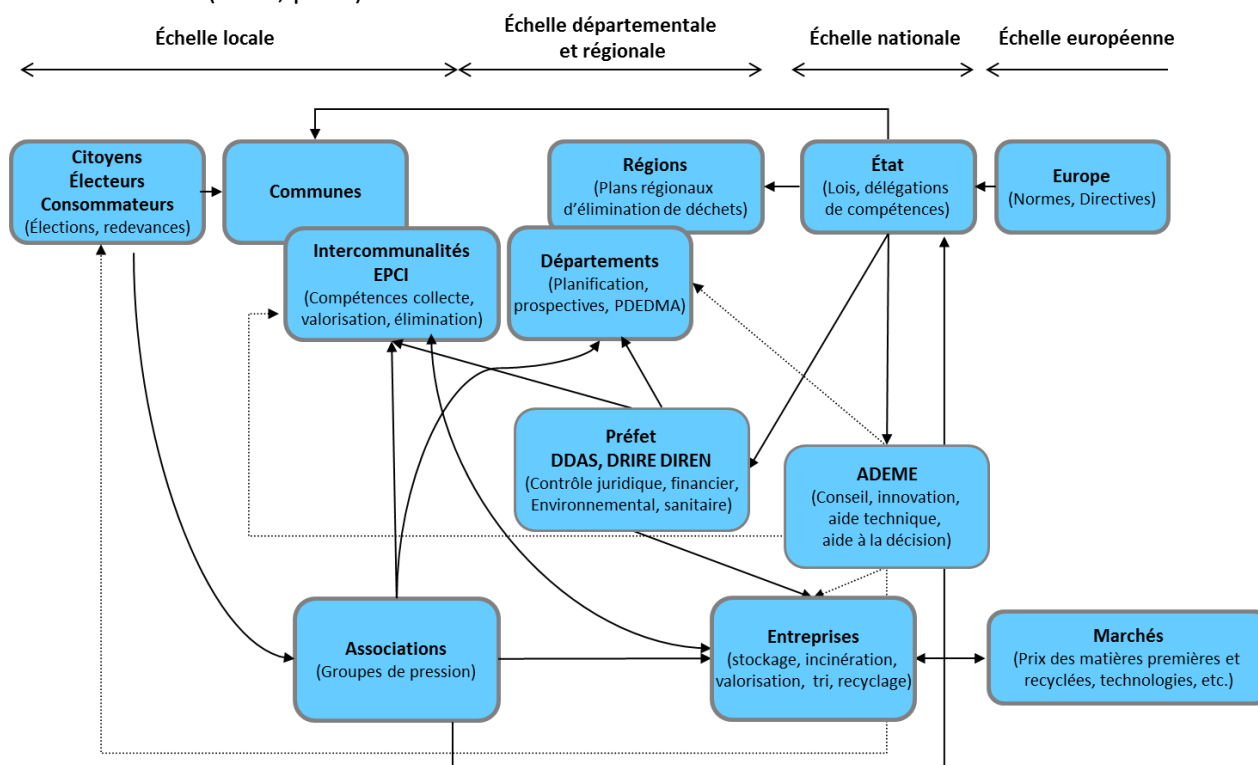 Échelle locale
Échelle départementale
et régionale
Échelle nationale
Échelle européenne
Citoyens
Électeurs
Consommateurs
(Élections, redevances)
Communes
Régions
(Plans régionaux
d'élimination de déchets)
État
(Lois, délégations
de compétences)
Europe
(Normes, Directives)
Intercommunalités
EPCI
(Compétences collecte,
valorisation, élimination)
Départements
(Planification,
prospectives, PDEDMA)
Préfet
DDAS, DRIRE DIREN
(Contrôle juridique, financier,
Environnemental, sanitaire)
ADEME
(Conseil, innovation,
aide technique,
aide à la décision)
Associations
(Groupes de pression)
Entreprises
(stockage, incinération,
valorisation, tri, recyclage)
Marchés
(Prix des matières premières et
recyclées, technologies, etc.)